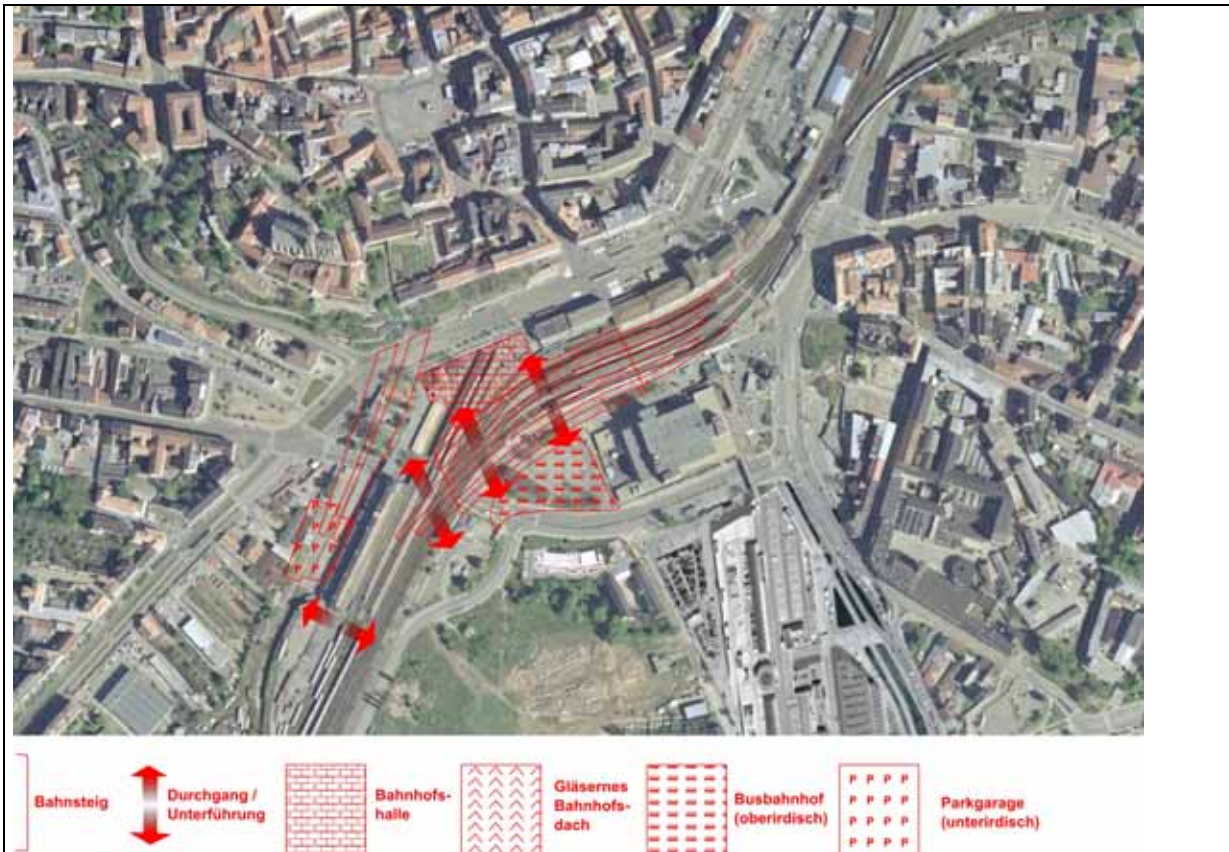 P P
P P
P P
P P
Bahnsteig
Durchgang /
Unterführung
Bahnhofs-
halle
Gläsernes
Bahnhofs-
dach
Busbahnhof
(oberirdisch)
P P P P
P P P P
P P P P
P P P P
Parkgarage
(unterirdisch)